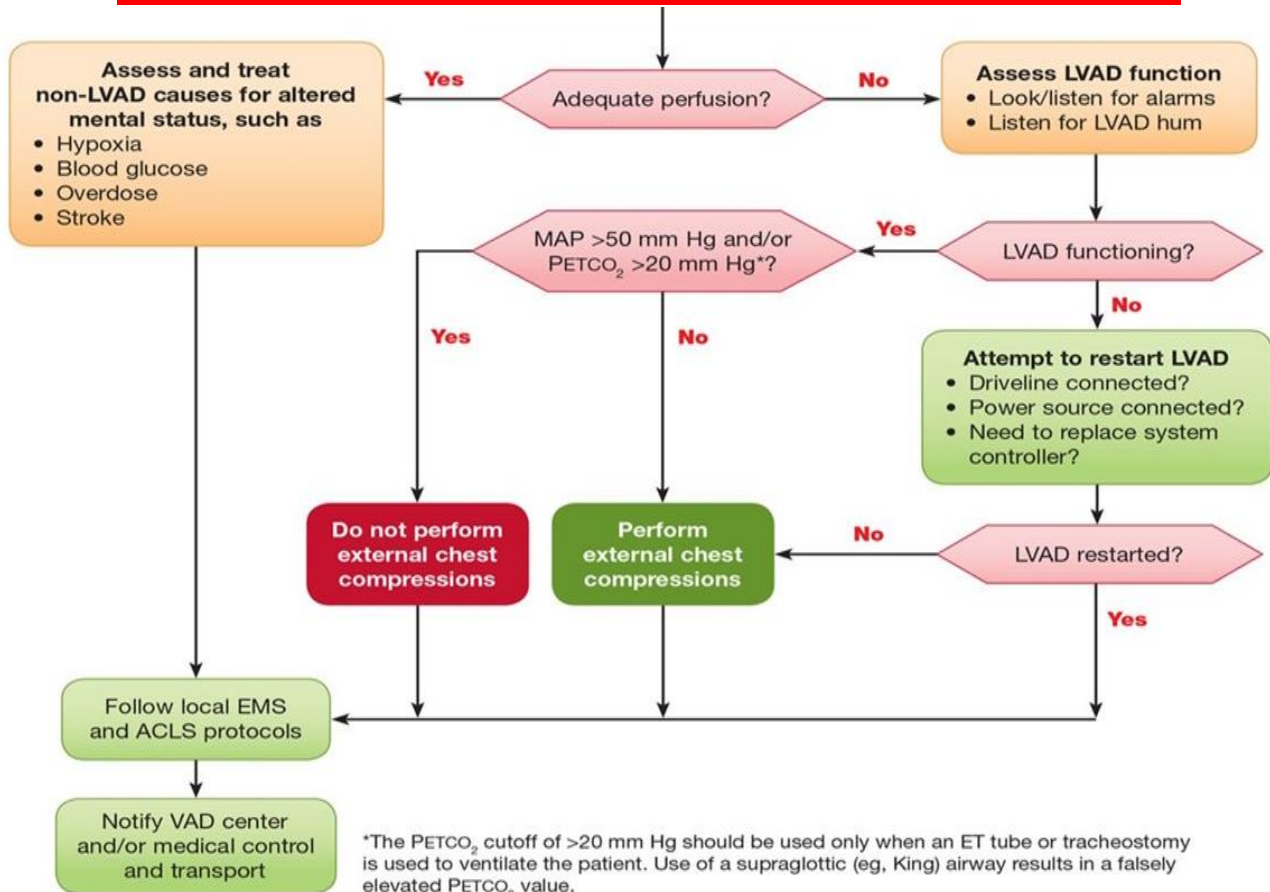 Assess and treat
non-LVAD causes for altered
mental status, such as
• Hypoxia
• Blood glucose
• Overdose
• Stroke
Yes
Adequate perfusion?
No
Assess LVAD function
• Look/listen for alarms
• Listen for LVAD hum
MAP >50 mm Hg and/or
PETCO₂ >20 mm Hg*?
Yes
LVAD functioning?
Yes
No
No
Attempt to restart LVAD
• Driveline connected?
• Power source connected?
• Need to replace system
controller?
Do not perform
external chest
compressions
Perform
external chest
compressions
No
LVAD restarted?
Yes
Follow local EMS
and ACLS protocols
Notify VAD center
and/or medical control
and transport
*The PETCO₂ cutoff of >20 mm Hg should be used only when an ET tube or tracheostomy
is used to ventilate the patient. Use of a supraglottic (eg, King) airway results in a falsely
elevated PETCO₂ value.